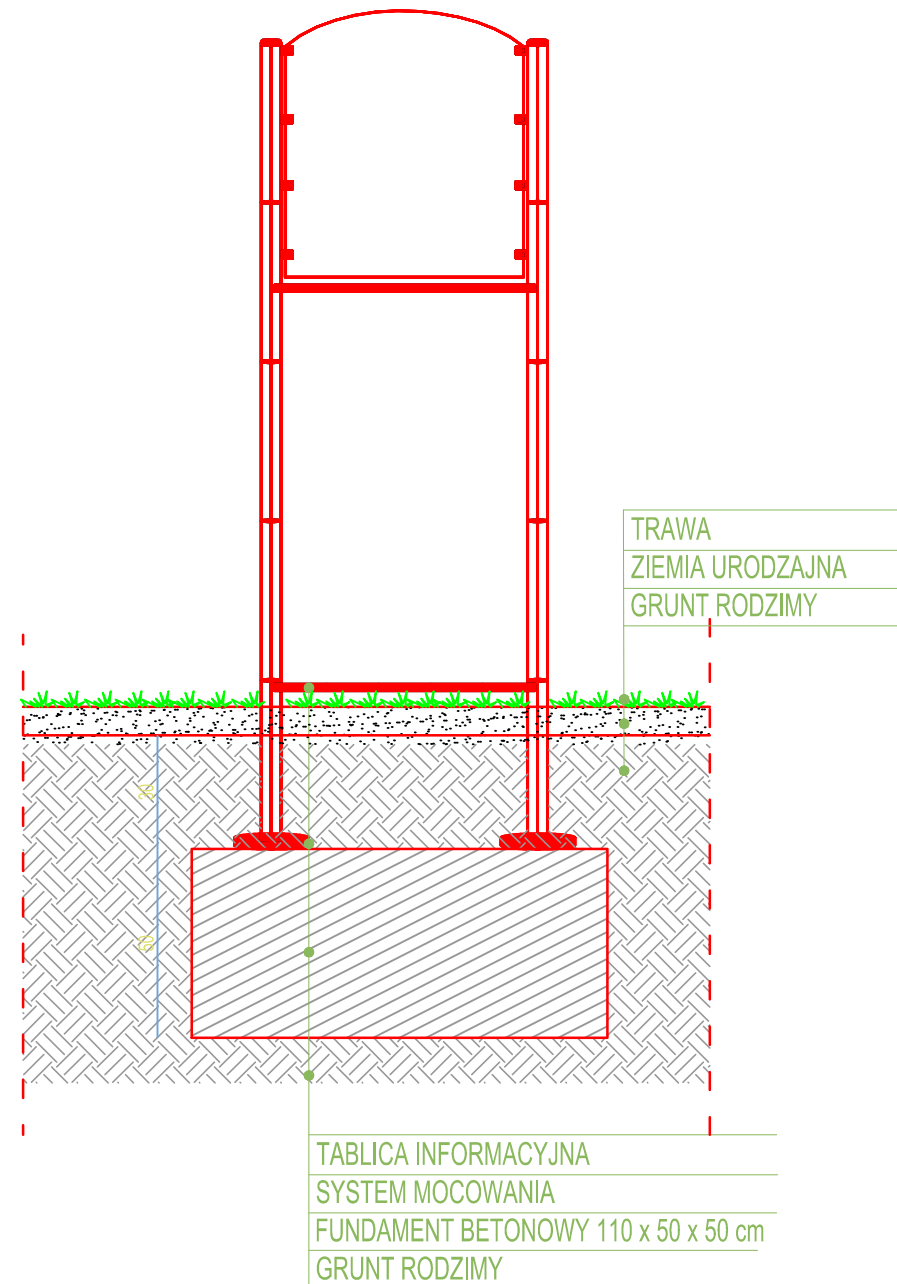 TRAWA
ZIEMIA URODZAJNA
GRUNT RODZIMY
30
50
TABLICA INFORMACYJNA
SYSTEM MOCOWANIA
FUNDAMENT BETONOWY 110 x 50 x 50 cm
GRUNT RODZIMY